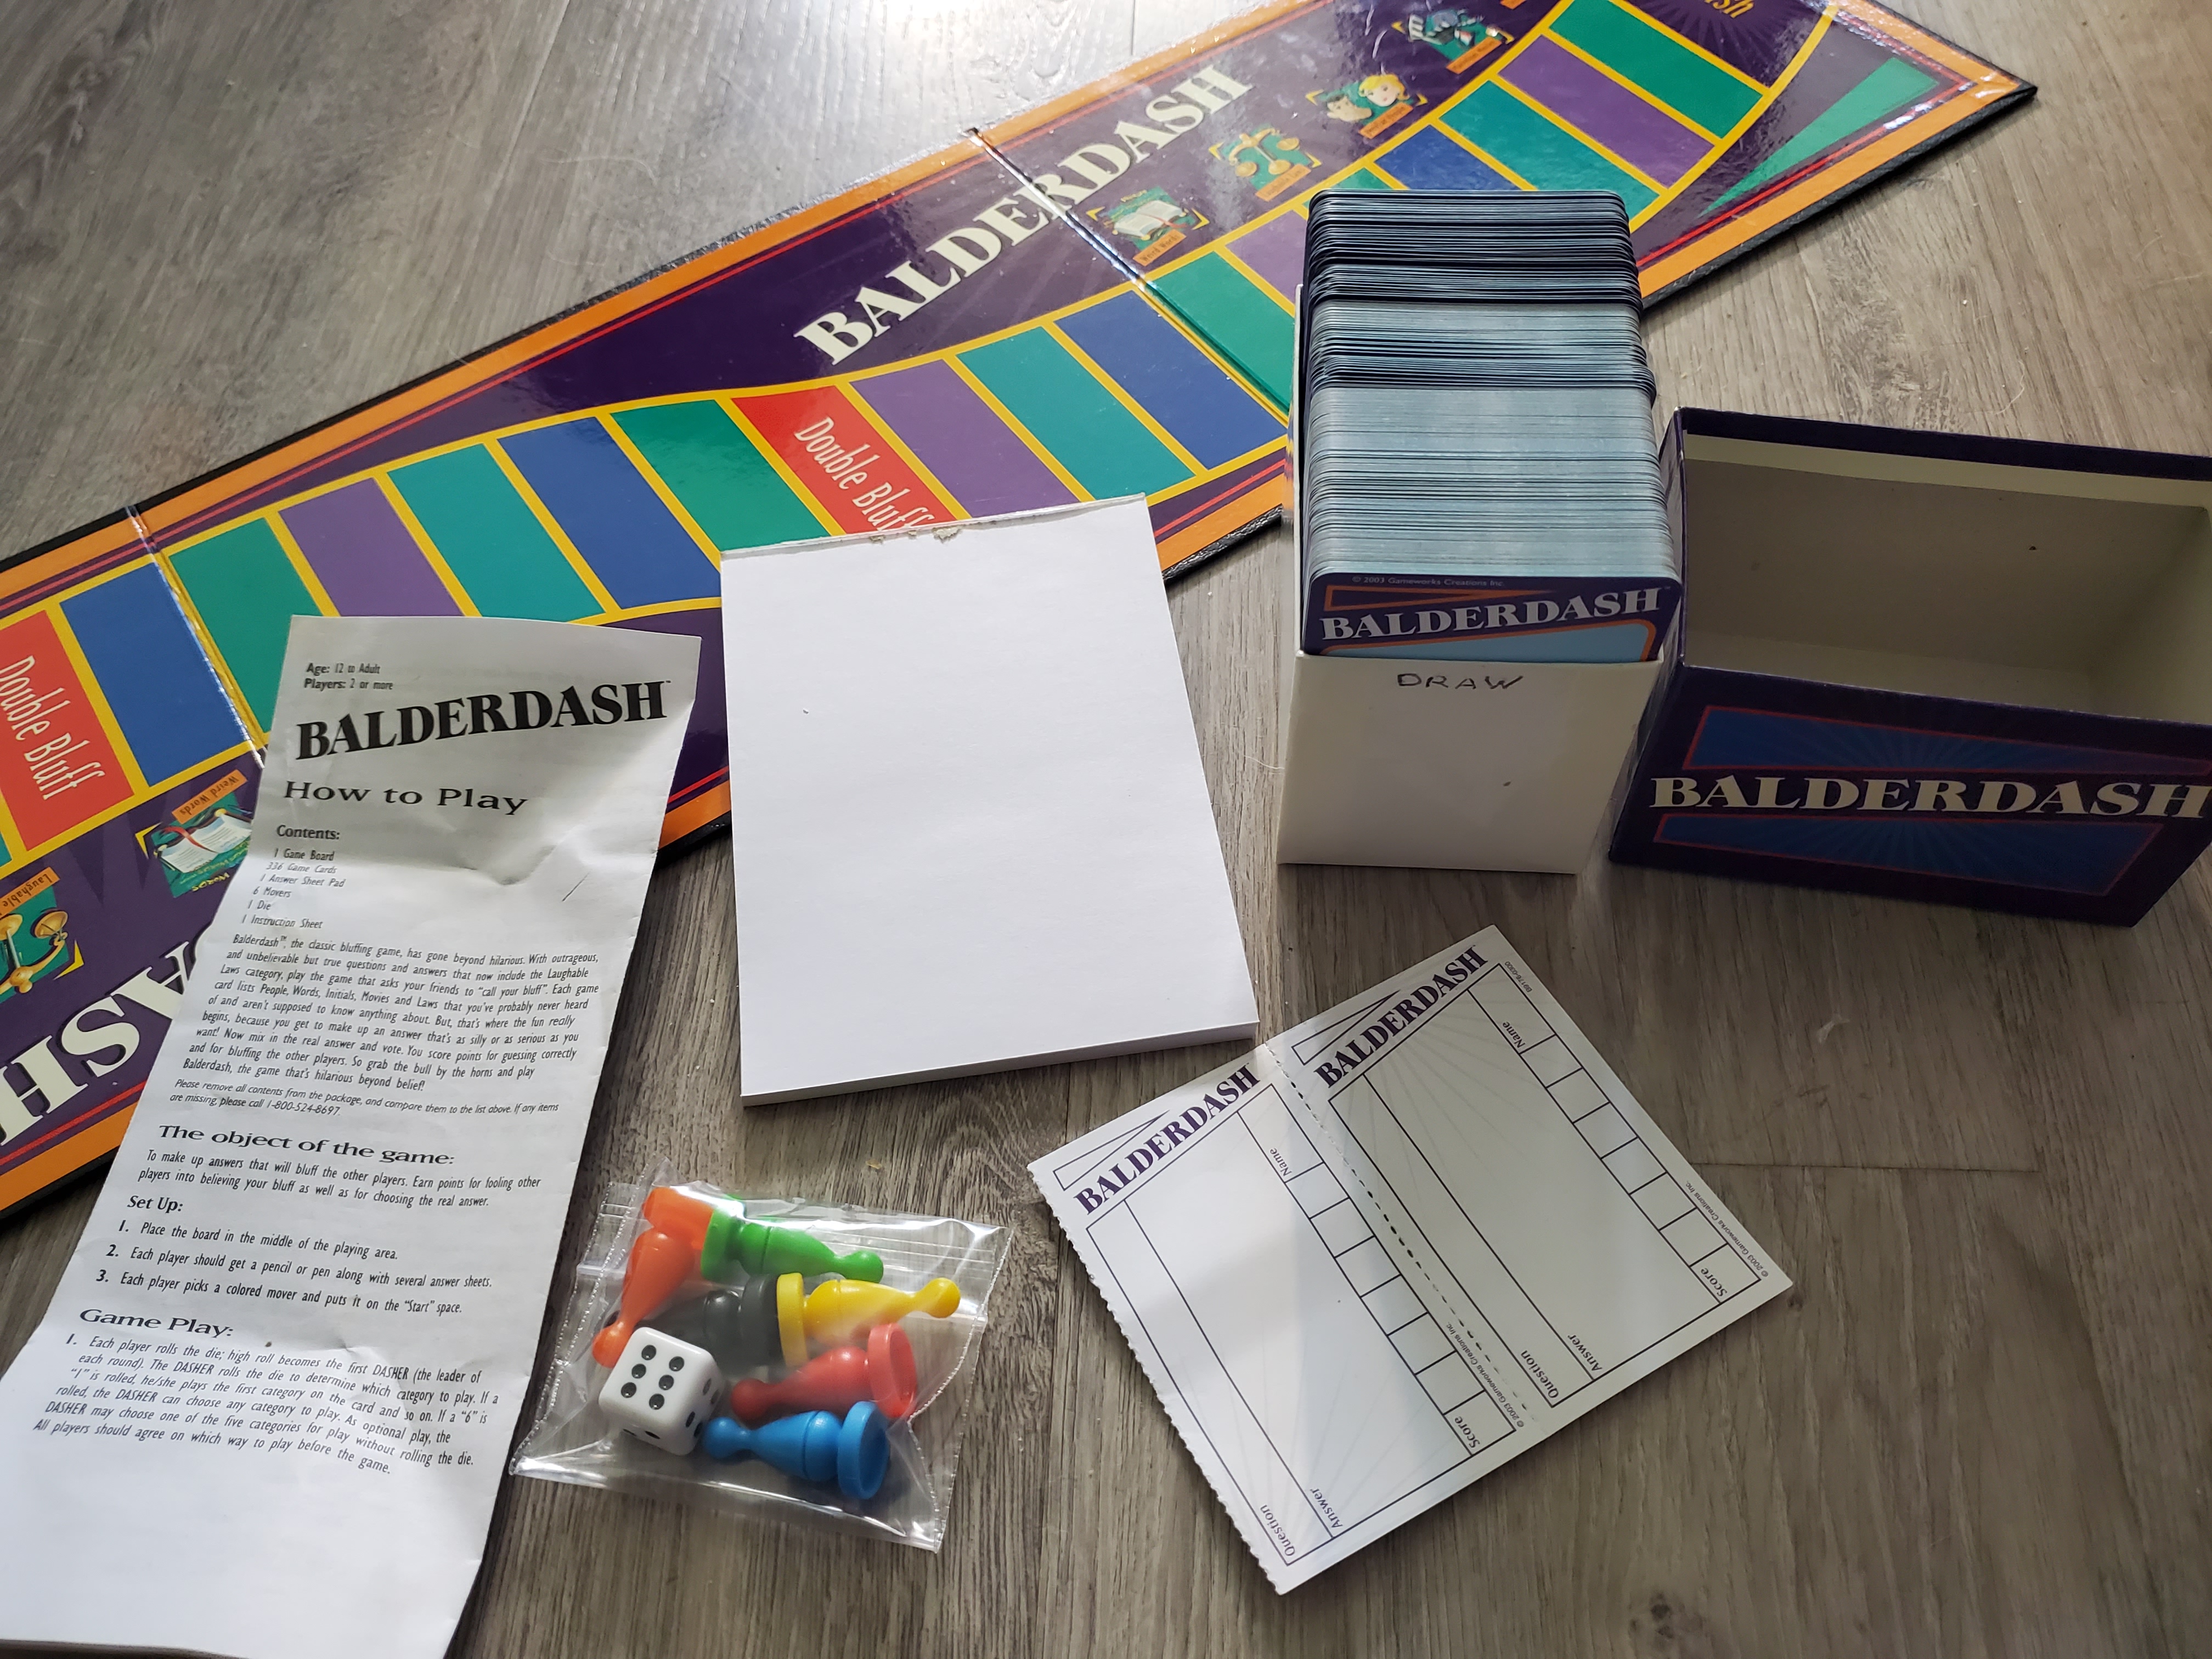 BALDERDASH
Double Bluff
Double Bluff
Weird Words
Laughable
Weird Words
© 2003 Gameworks Creations Inc.
BALDERDASH
DRAW
BALDERDASH
Age: 12 to Adult
Players: 2 or more
BALDERDASH™
How to Play
Contents:
1 Game Board
336 Game Cards
1 Answer Sheet Pad
6 Movers
1 Die
1 Instruction Sheet
Balderdash™, the classic bluffing game, has gone beyond hilarious. With outrageous,
and unbelievable but true questions and answers that now include the Laughable
Laws category, play the game that asks your friends to "call your bluff". Each game
card lists People, Words, Initials, Movies and Laws that you've probably never heard
of and aren't supposed to know anything about. But, that's where the fun really
begins, because you get to make up an answer that's as silly or as serious as you
want! Now mix in the real answer and vote. You score points for guessing correctly
and for bluffing the other players. So grab the bull by the horns and play
Balderdash, the game that's hilarious beyond belief!
Please remove all contents from the package, and compare them to the list above. If any items
are missing, please call 1-800-524-8697
The object of the game:
To make up answers that will bluff the other players. Earn points for fooling other
players into believing your bluff as well as for choosing the real answer.
Set Up:
1. Place the board in the middle of the playing area.
2. Each player should get a pencil or pen along with several answer sheets.
3. Each player picks a colored mover and puts it on the "Start" space.
Game Play:
1. Each player rolls the die; high roll becomes the first DASHER (the leader of
each round). The DASHER rolls the die to determine which category to play. If a
"1" is rolled, he/she plays the first category on the card and so on. If a "6" is
rolled, the DASHER can choose any category to play. As optional play, the
DASHER may choose one of the five categories for play without rolling the die.
All players should agree on which way to play before the game.
BALDERDASH
Name
Score
Question
Answer
© 2003 Gameworks Creations Inc.
BALDERDASH
Name
Score
Question
Answer
© 2003 Gameworks Creations Inc.